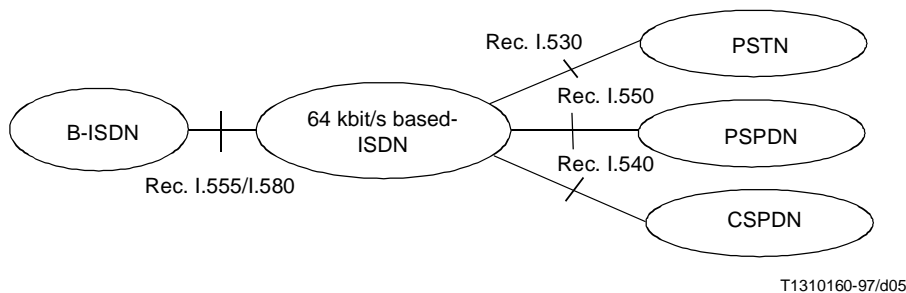 Rec. I.530
PSTN
Rec. I.550
B-ISDN
64 kbit/s based-
ISDN
PSPDN
Rec. I.540
Rec. I.555/I.580
CSPDN
T1310160-97/d05